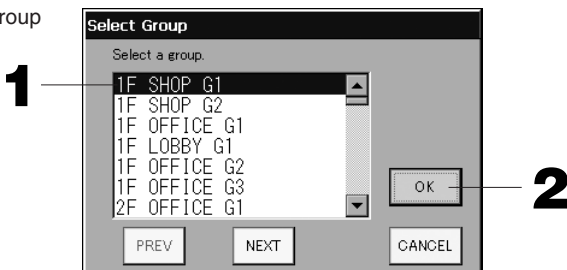 roup
Select Group
Select a group.
1
1F SHOP G1
1F SHOP G2
1F OFFICE G1
1F LOBBY G1
1F OFFICE G2
1F OFFICE G3
2F OFFICE G1
OK
2
PREV NEXT CANCEL